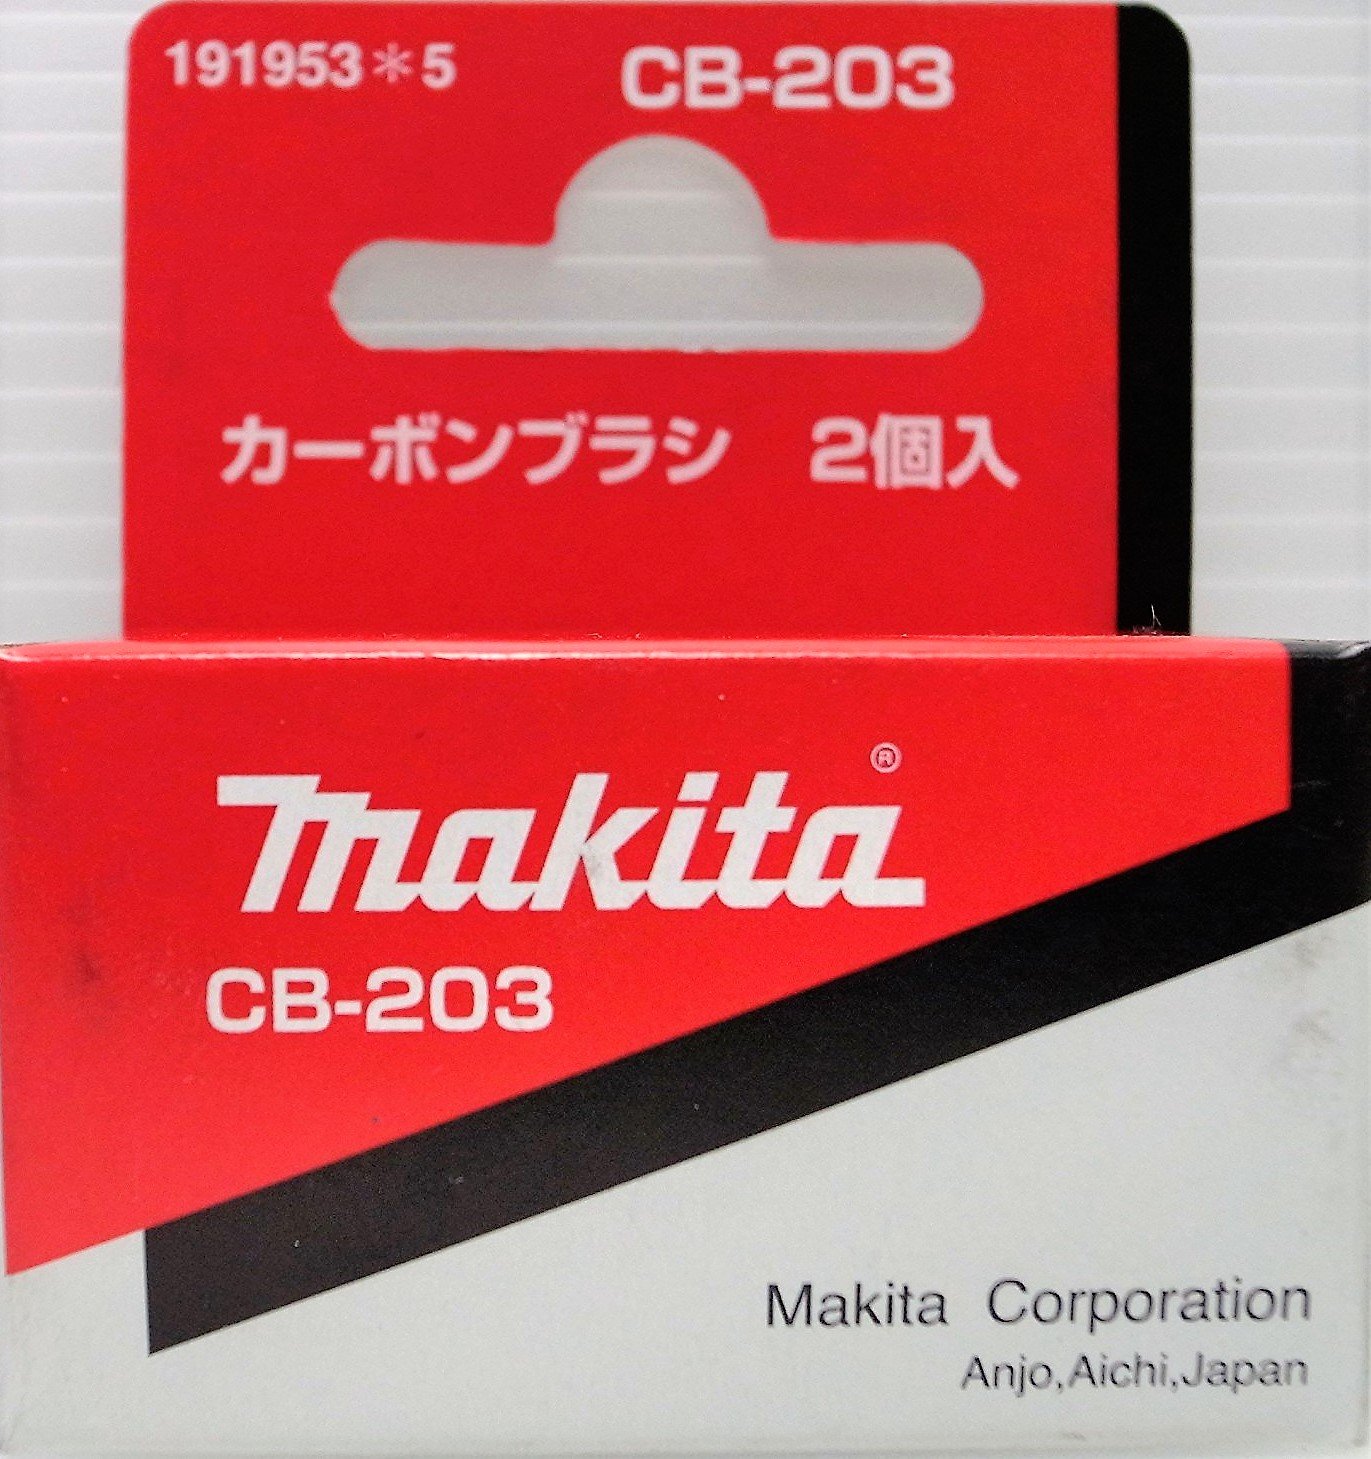 191953＊5 CB-203
カーボンブラシ　2個入
makita®
CB-203
Makita Corporation
Anjo,Aichi,Japan